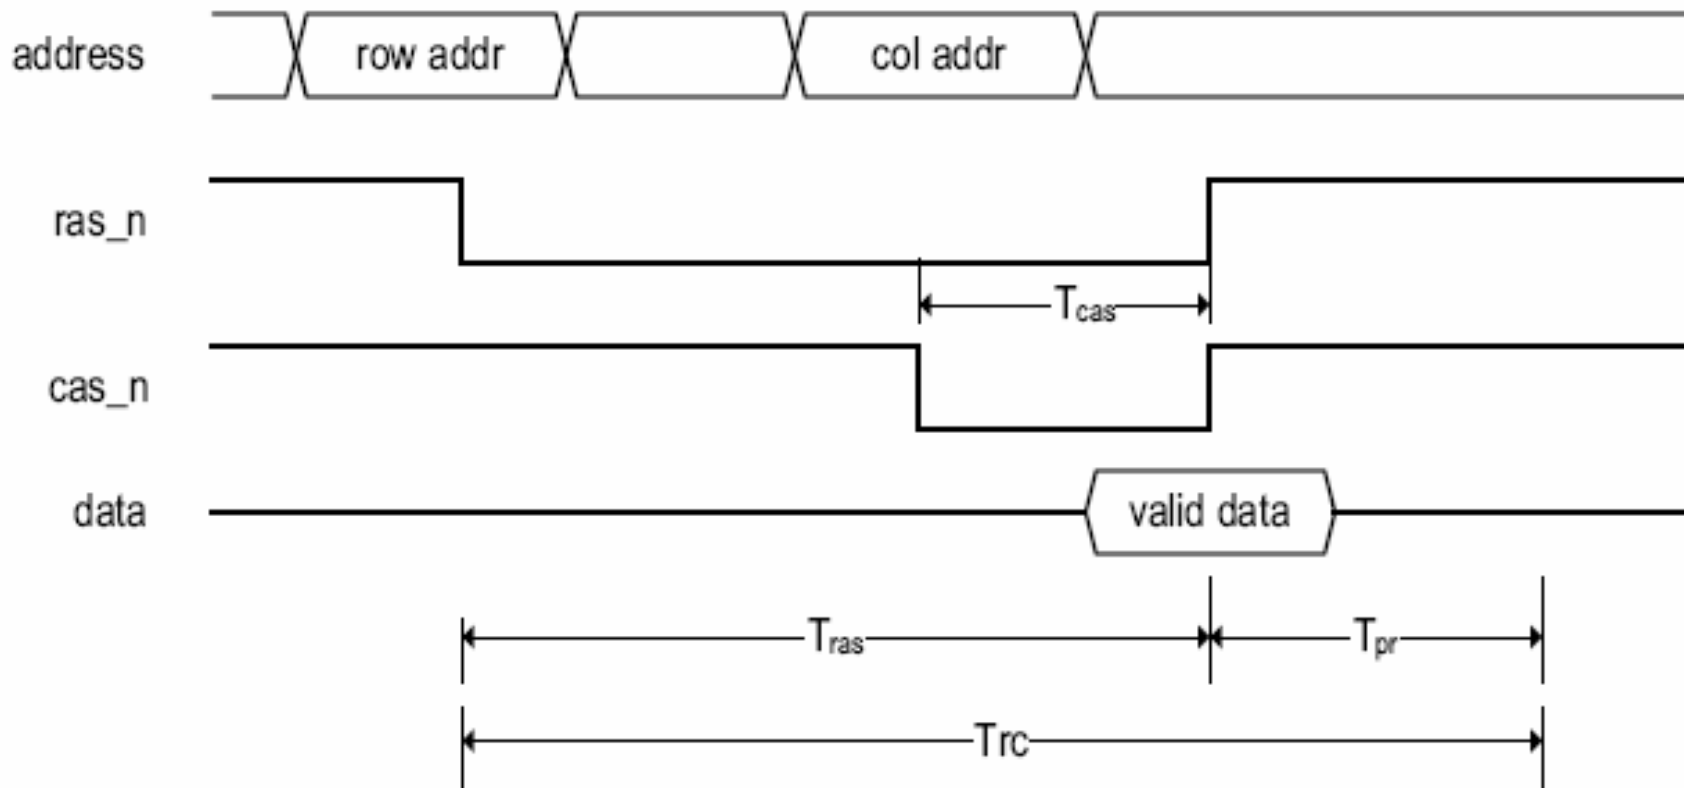 address
row addr
col addr
ras_n
Tcas
cas_n
data
valid data
Tras
Tpr
Trc